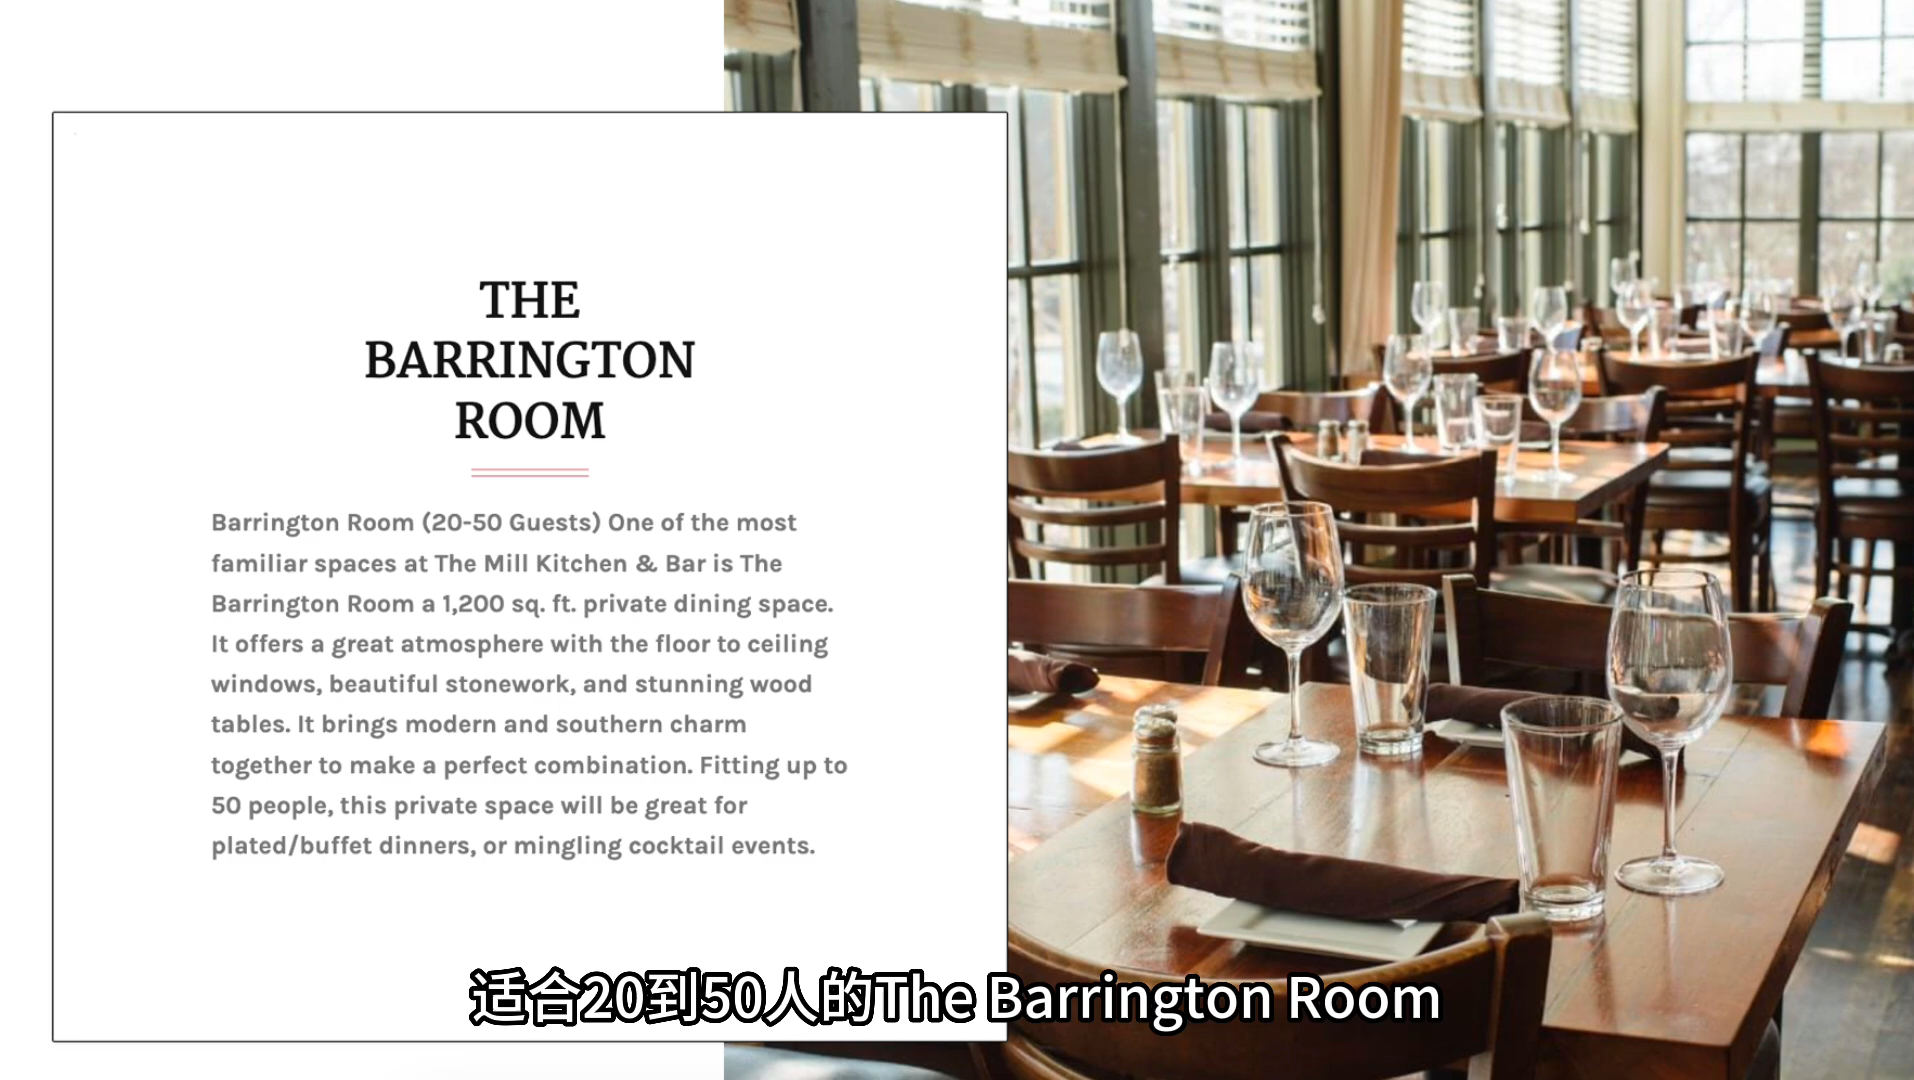 THE
BARRINGTON
ROOM
Barrington Room (20-50 Guests) One of the most
familiar spaces at The Mill Kitchen & Bar is The
Barrington Room a 1,200 sq. ft. private dining space.
It offers a great atmosphere with the floor to ceiling
windows, beautiful stonework, and stunning wood
tables. It brings modern and southern charm
together to make a perfect combination. Fitting up to
50 people, this private space will be great for
plated/buffet dinners, or mingling cocktail events.
适合20到50人的The Barrington Room